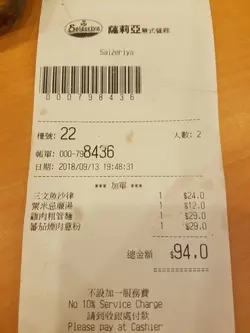 Saizeriya
薩莉亞意式餐廳
Saizeriya
000798436
檯號: 22
人數: 2
帳單: 000-798436
日期: 2018/09/13 19:48:31
*** 加單 ***
三文魚沙律 1 $24.0
粟米忌廉湯 1 $12.0
雞肉粗管麵 1 $29.0
蕃茄煙肉意粉 1 $29.0
總金額 $94.0
不設加一服務費
No 10% Service Charge
請到收銀處付款
Please pay at Cashier